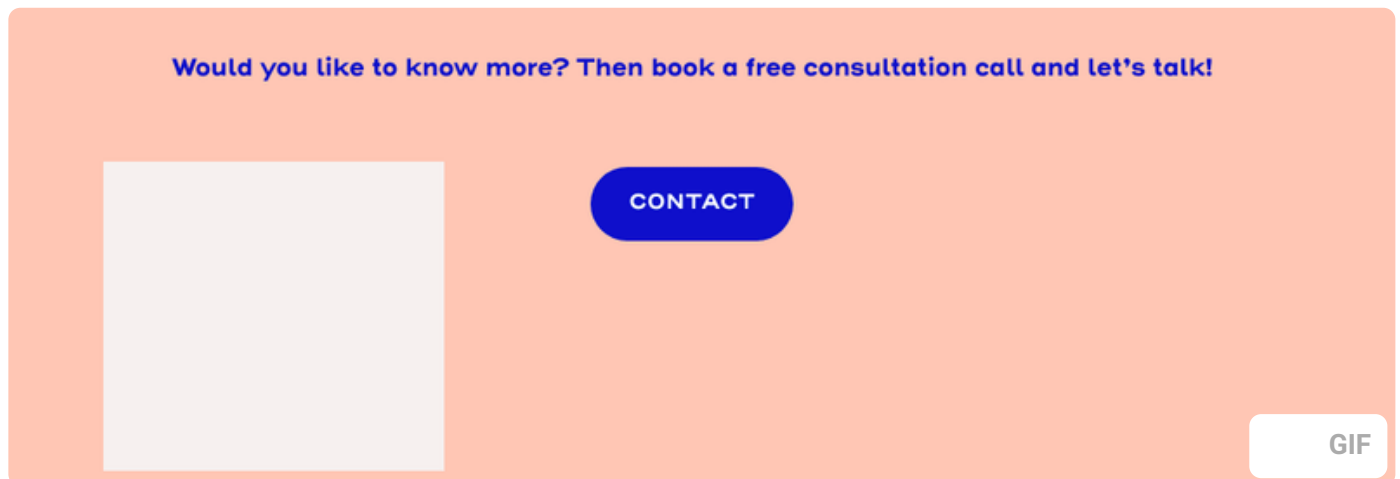 Would you like to know more? Then book a free consultation call and let’s talk!
CONTACT
GIF